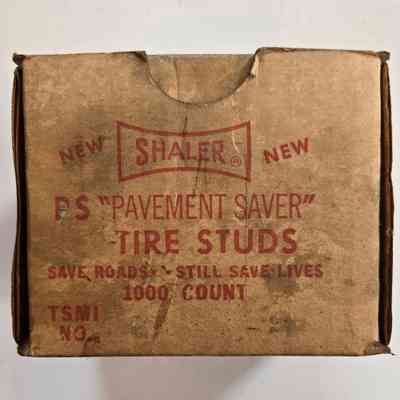 NEW SHALER® NEW
PS "PAVEMENT SAVER"
TIRE STUDS
SAVE ROADS - STILL SAVE LIVES
1000 COUNT
TSMI
NO.